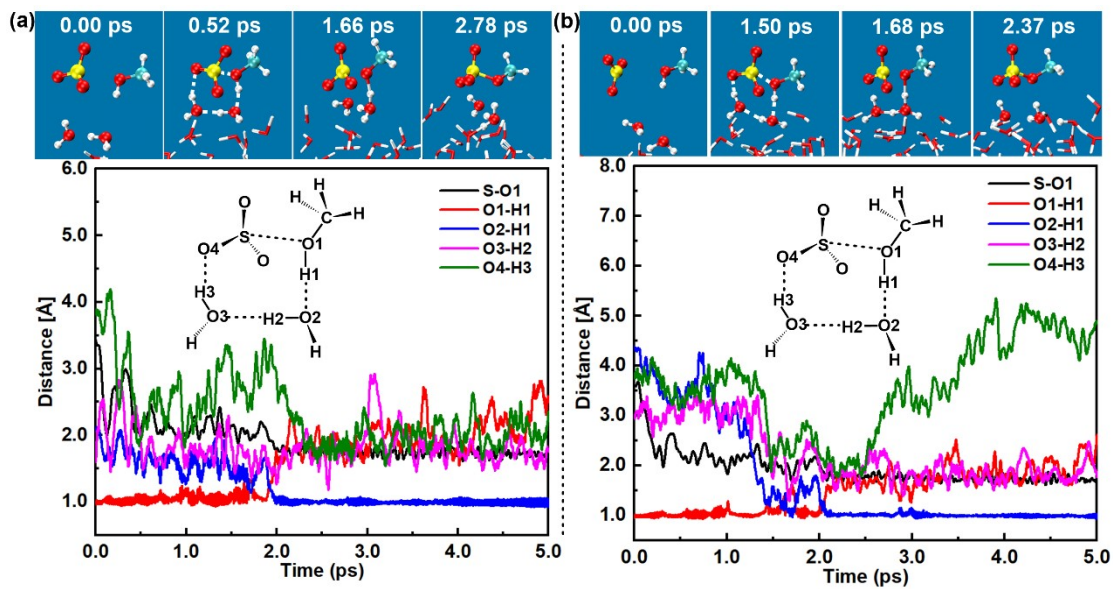 (a) 0.00 ps 0.52 ps 1.66 ps 2.78 ps
6.0
5.0
4.0
3.0
2.0
1.0
Distance [Å]
S-O1
O1-H1
O2-H1
O3-H2
O4-H3
O
H
H
C
H
O4
S
O1
O
H1
H3
O3
H2
O2
H
H
0.0 1.0 2.0 3.0 4.0 5.0
Time (ps)
(b) 0.00 ps 1.50 ps 1.68 ps 2.37 ps
8.0
7.0
6.0
5.0
4.0
3.0
2.0
1.0
Distance [Å]
S-O1
O1-H1
O2-H1
O3-H2
O4-H3
O
H
H
C
H
O4
S
O1
O
H1
H3
O3
H2
O2
H
H
0.0 1.0 2.0 3.0 4.0 5.0
Time (ps)